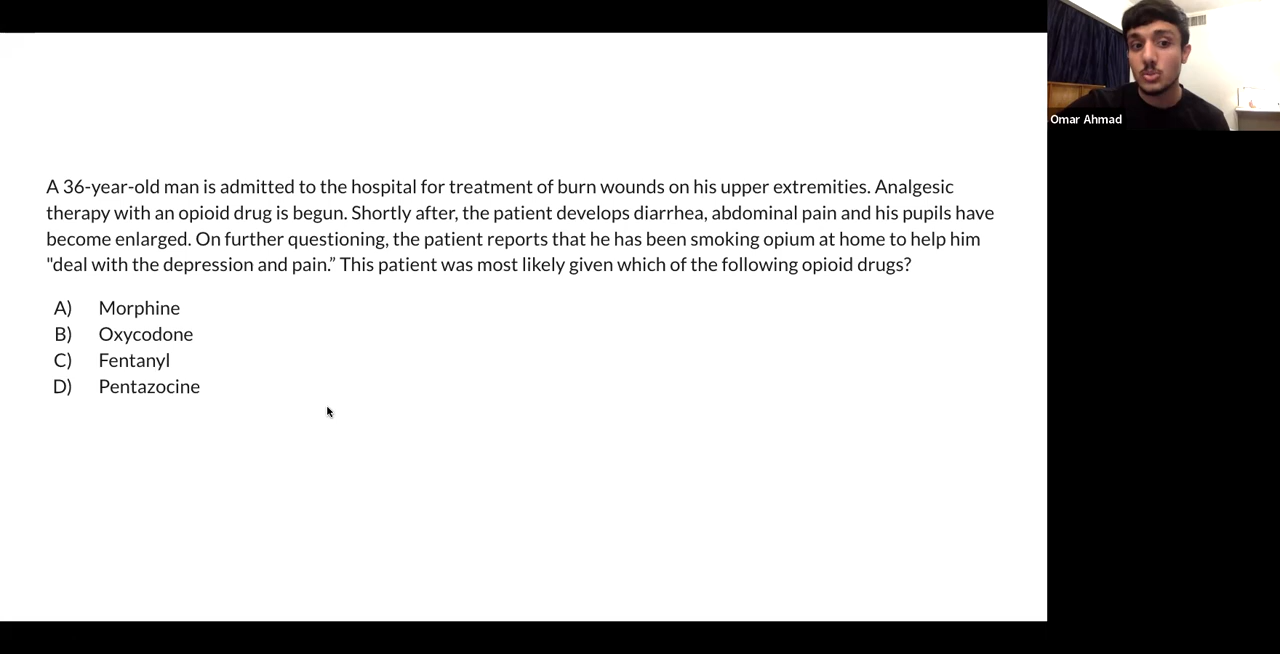 A 36-year-old man is admitted to the hospital for treatment of burn wounds on his upper extremities. Analgesic
therapy with an opioid drug is begun. Shortly after, the patient develops diarrhea, abdominal pain and his pupils have
become enlarged. On further questioning, the patient reports that he has been smoking opium at home to help him
"deal with the depression and pain.” This patient was most likely given which of the following opioid drugs?
A) Morphine
B) Oxycodone
C) Fentanyl
D) Pentazocine
Omar Ahmad